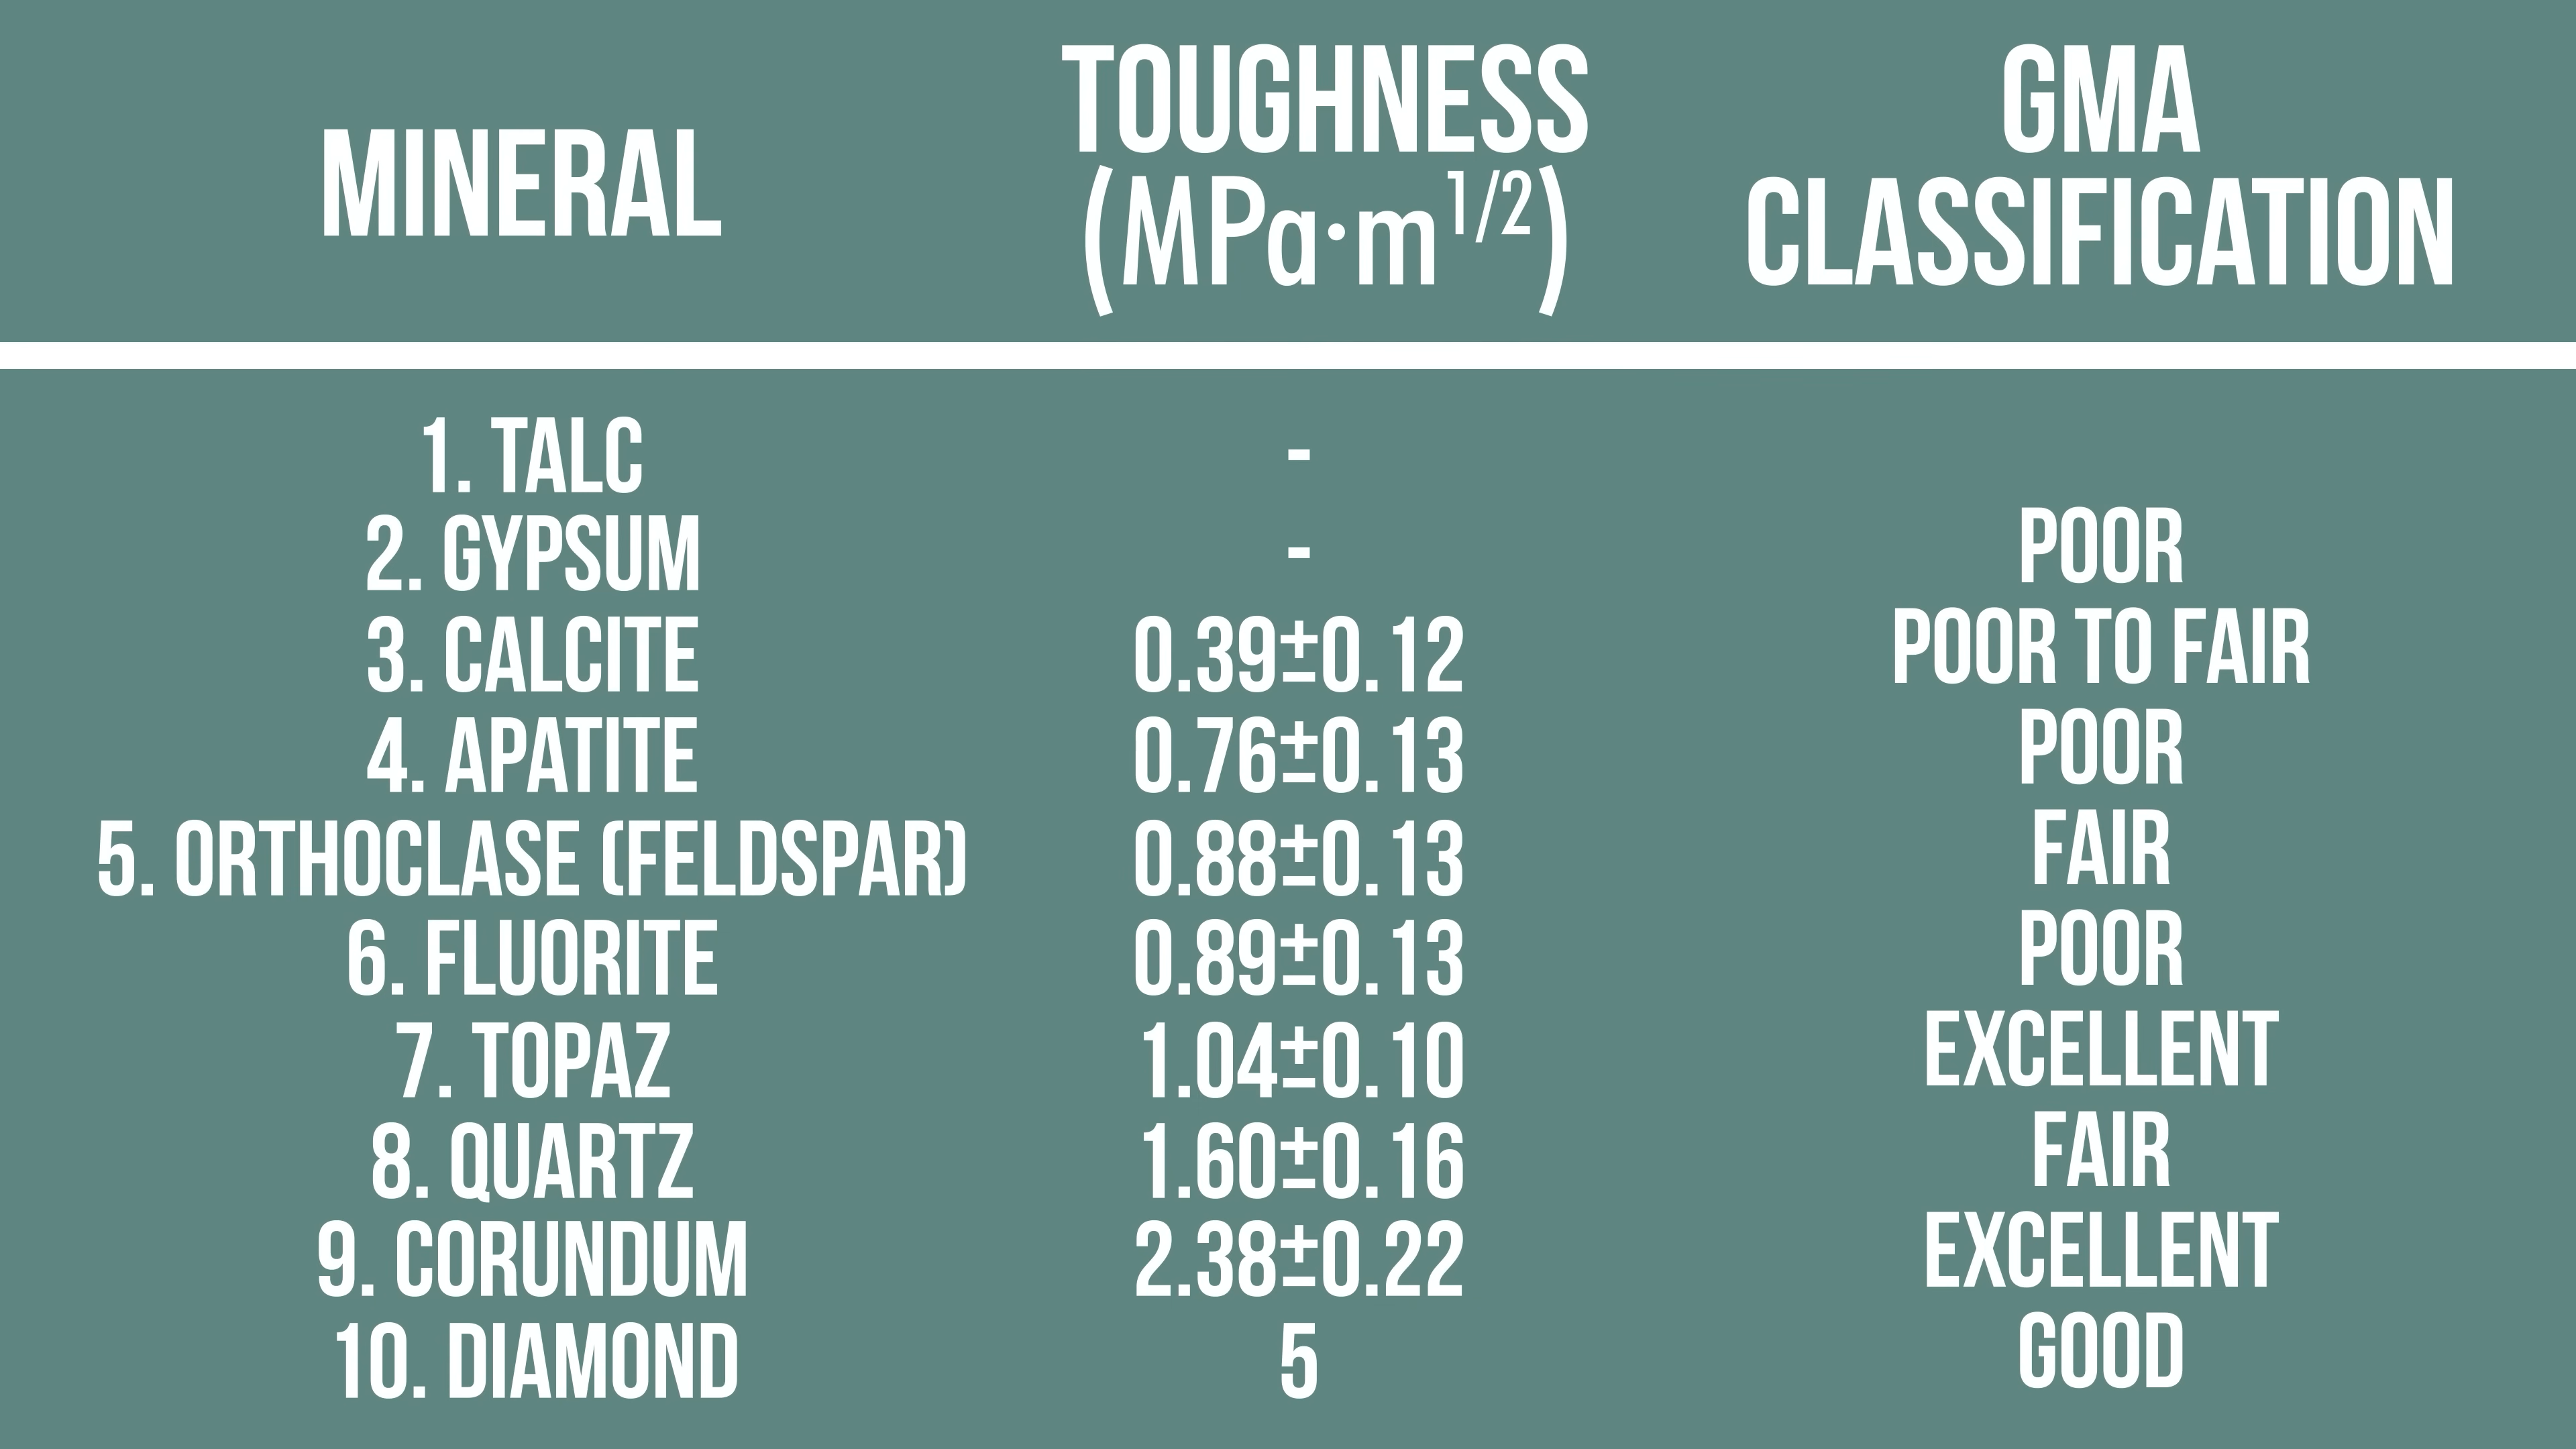 MINERAL
TOUGHNESS
(MPa·m^1/2)
GMA
CLASSIFICATION
1. TALC -
2. GYPSUM - POOR
3. CALCITE 0.39±0.12 POOR TO FAIR
4. APATITE 0.76±0.13 POOR
5. ORTHOCLASE (FELDSPAR) 0.88±0.13 FAIR
6. FLUORITE 0.89±0.13 POOR
7. TOPAZ 1.04±0.10 EXCELLENT
8. QUARTZ 1.60±0.16 FAIR
9. CORUNDUM 2.38±0.22 EXCELLENT
10. DIAMOND 5 GOOD